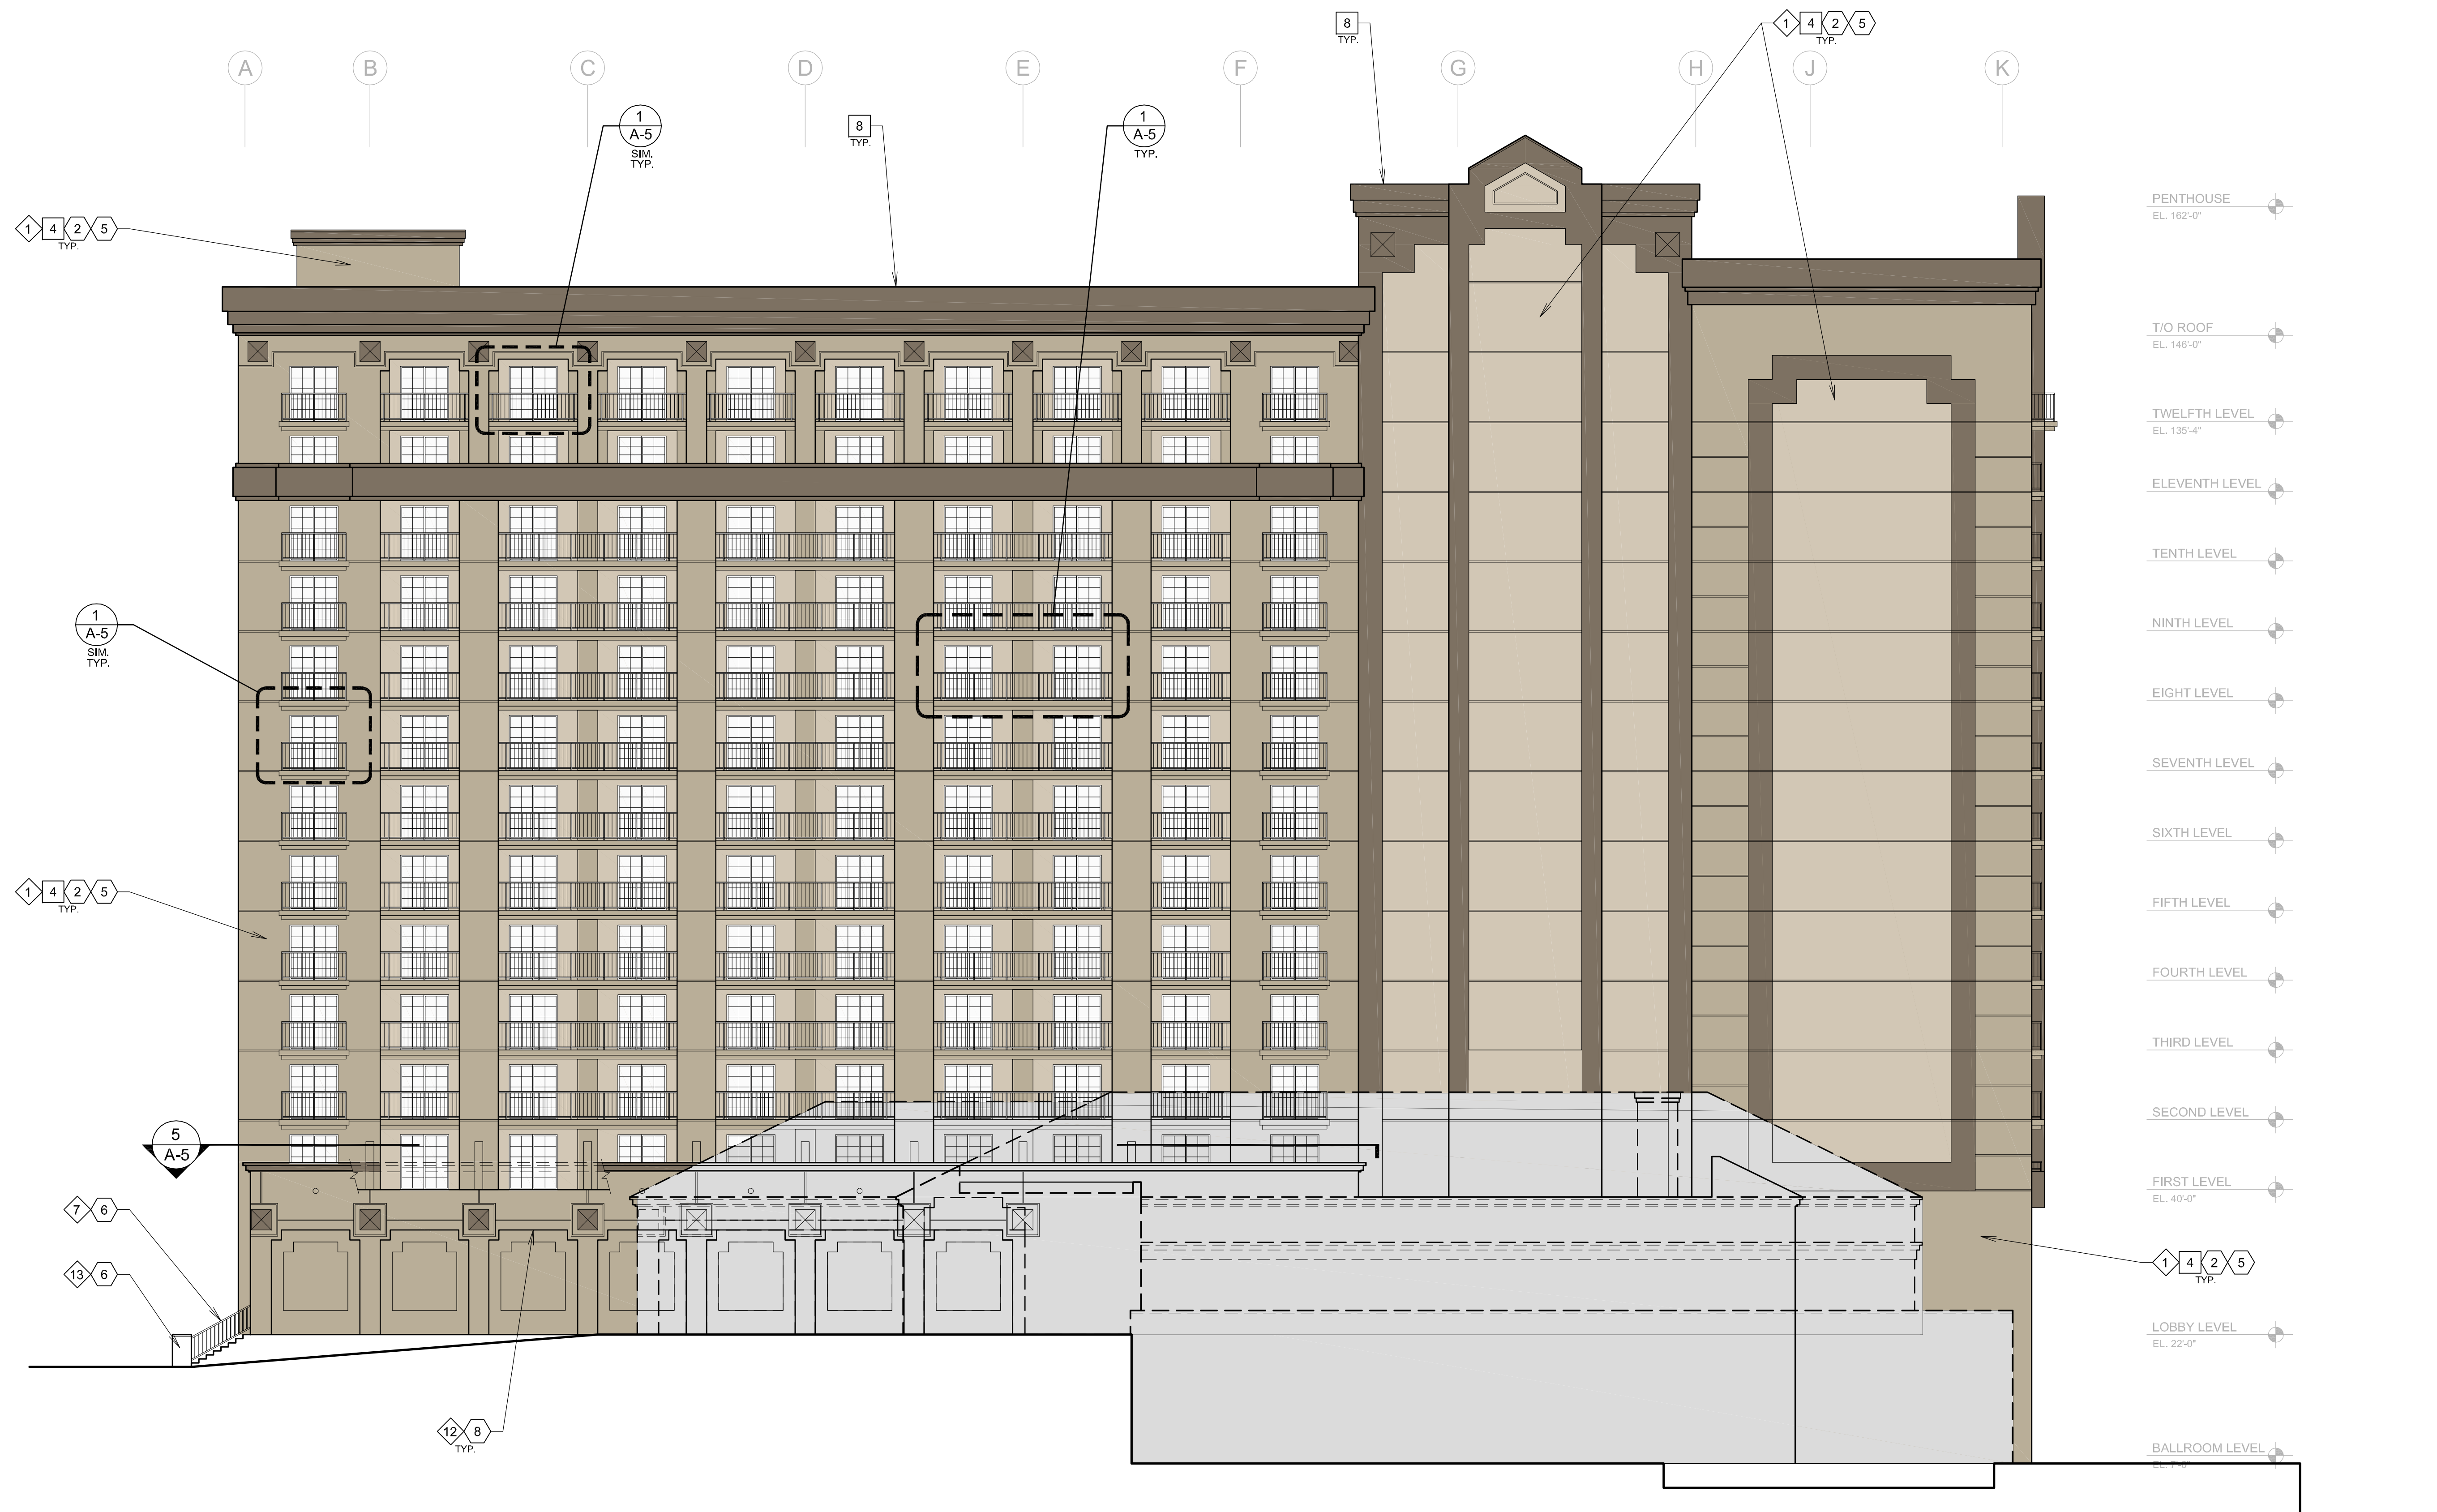 8
TYP.
1 4 2 5
TYP.
A B C D E F G H J K
1
A-5
SIM.
TYP.
8
TYP.
1
A-5
TYP.
PENTHOUSE
EL. 162'-0"
1 4 2 5
TYP.
T/O ROOF
EL. 146'-0"
TWELFTH LEVEL
EL. 135'-4"
ELEVENTH LEVEL
TENTH LEVEL
1
A-5
SIM.
TYP.
NINTH LEVEL
EIGHT LEVEL
SEVENTH LEVEL
SIXTH LEVEL
1 4 2 5
TYP.
FIFTH LEVEL
FOURTH LEVEL
THIRD LEVEL
SECOND LEVEL
5
A-5
FIRST LEVEL
EL. 40'-0"
7 6
13 6
1 4 2 5
TYP.
LOBBY LEVEL
EL. 22'-0"
12 8
TYP.
BALLROOM LEVEL